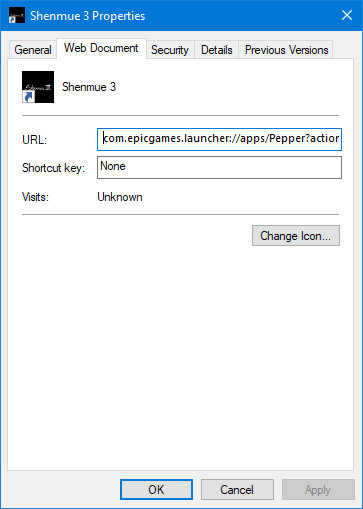 Shenmue 3 Properties
General Web Document Security Details Previous Versions
Shenmue 3
URL: com.epicgames.launcher://apps/Pepper?action
Shortcut key: None
Visits: Unknown
Change Icon...
OK Cancel Apply